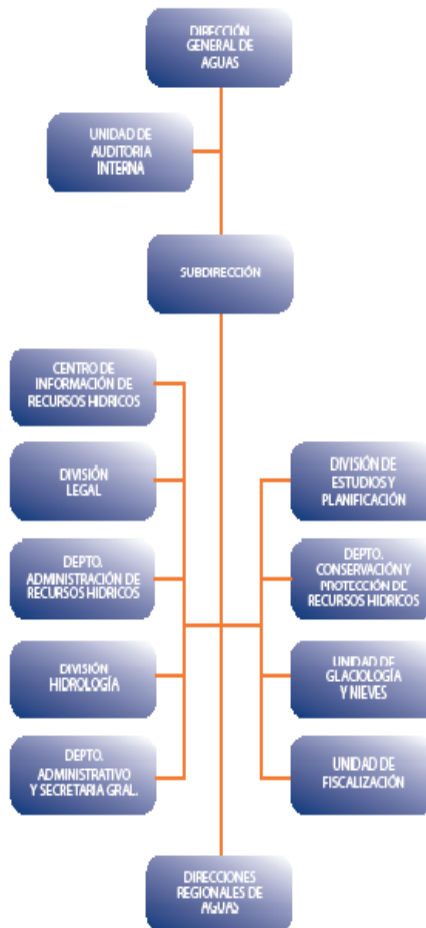 DIRECCIÓN
GENERAL DE
AGUAS
UNIDAD DE
AUDITORIA
INTERNA
SUBDIRECCIÓN
CENTRO DE
INFORMACIÓN DE
RECURSOS HIDRICOS
DIVISIÓN
LEGAL
DEPTO.
ADMINISTRACIÓN DE
RECURSOS HIDRICOS
DIVISIÓN
HIDROLOGÍA
DEPTO.
ADMINISTRATIVO
Y SECRETARIA GRAL.
DIVISIÓN DE
ESTUDIOS Y
PLANIFICACIÓN
DEPTO.
CONSERVACIÓN Y
PROTECCIÓN DE
RECURSOS HIDRICOS
UNIDAD DE
GLACIOLOGÍA
Y NIEVES
UNIDAD DE
FISCALIZACIÓN
DIRECCIONES
REGIONALES DE
AGUAS